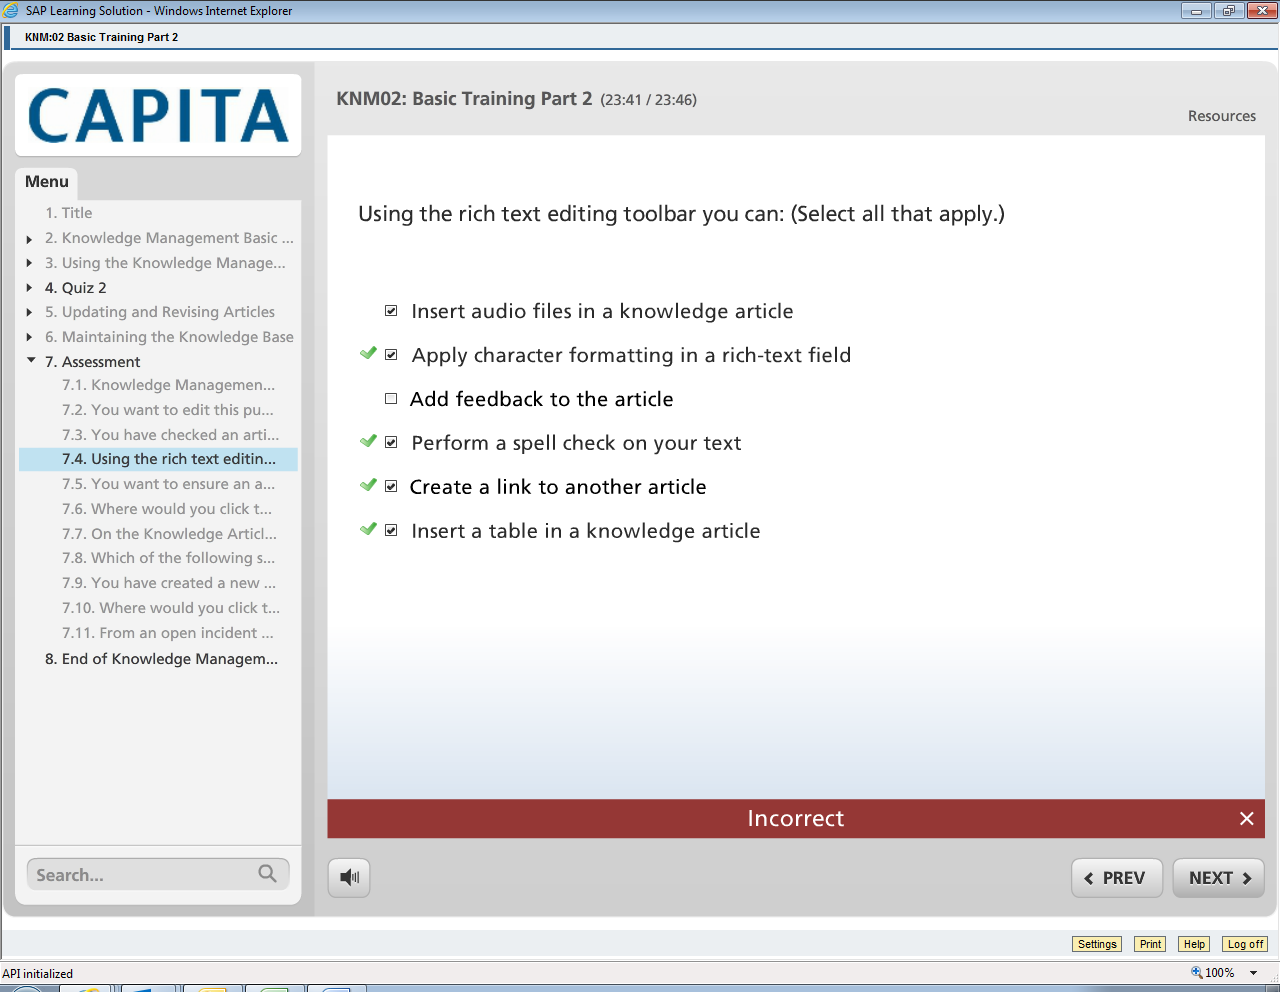 SAP Learning Solution - Windows Internet Explorer
KNM:02 Basic Training Part 2
CAPITA
KNM02: Basic Training Part 2 (23:41 / 23:46)
Resources
Menu
1. Title
2. Knowledge Management Basic ...
3. Using the Knowledge Manage...
4. Quiz 2
5. Updating and Revising Articles
6. Maintaining the Knowledge Base
7. Assessment
7.1. Knowledge Managemen...
7.2. You want to edit this pu...
7.3. You have checked an arti...
7.4. Using the rich text editin...
7.5. You want to ensure an a...
7.6. Where would you click t...
7.7. On the Knowledge Articl...
7.8. Which of the following s...
7.9. You have created a new ...
7.10. Where would you click t...
7.11. From an open incident ...
8. End of Knowledge Managem...
Search...
Using the rich text editing toolbar you can: (Select all that apply.)
Insert audio files in a knowledge article
Apply character formatting in a rich-text field
Add feedback to the article
Perform a spell check on your text
Create a link to another article
Insert a table in a knowledge article
Incorrect
PREV
NEXT
Settings
Print
Help
Log off
API initialized
100%